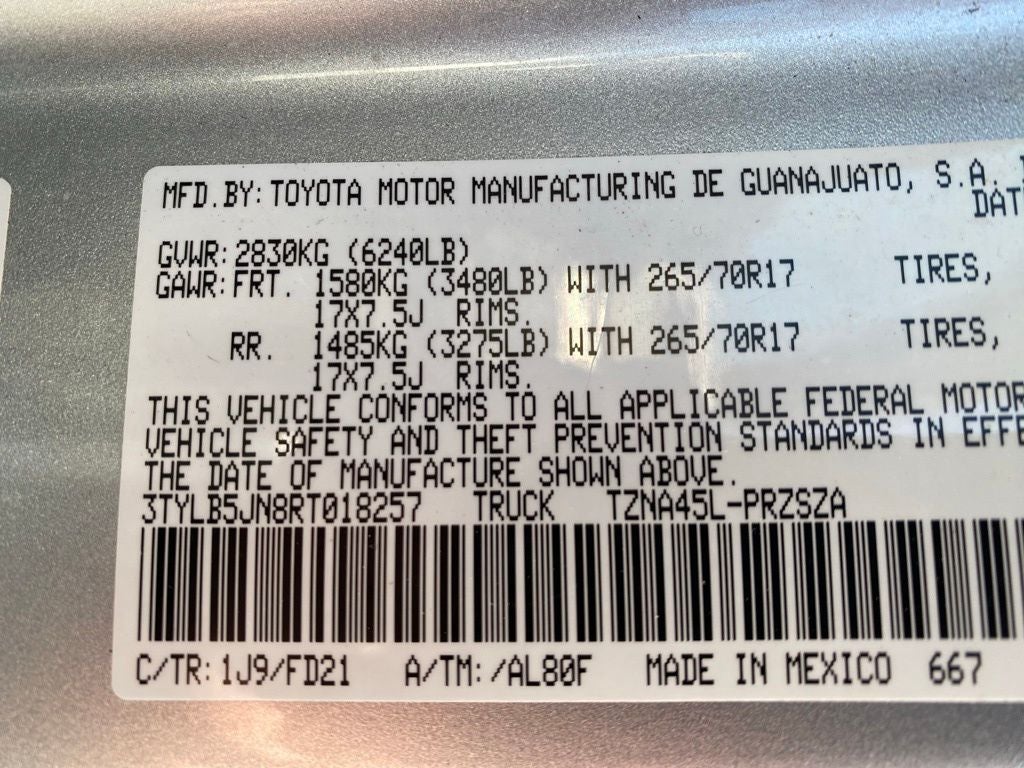 MFD.BY: TOYOTA MOTOR MANUFACTURING DE GUANAJUATO, S.A.
DAT
GVWR: 2830KG (6240LB)
GAWR: FRT. 1580KG (3480LB) WITH 265/70R17 TIRES,
17X7.5J RIMS.
RR. 1485KG (3275LB) WITH 265/70R17 TIRES,
17X7.5J RIMS.
THIS VEHICLE CONFORMS TO ALL APPLICABLE FEDERAL MOTOR
VEHICLE SAFETY AND THEFT PREVENTION STANDARDS IN EFFE
THE DATE OF MANUFACTURE SHOWN ABOVE.
3TYLB5JN8RT018257 TRUCK TZNA45L-PRZSZA
C/TR: 1J9/FD21 A/TM: /AL80F MADE IN MEXICO 667